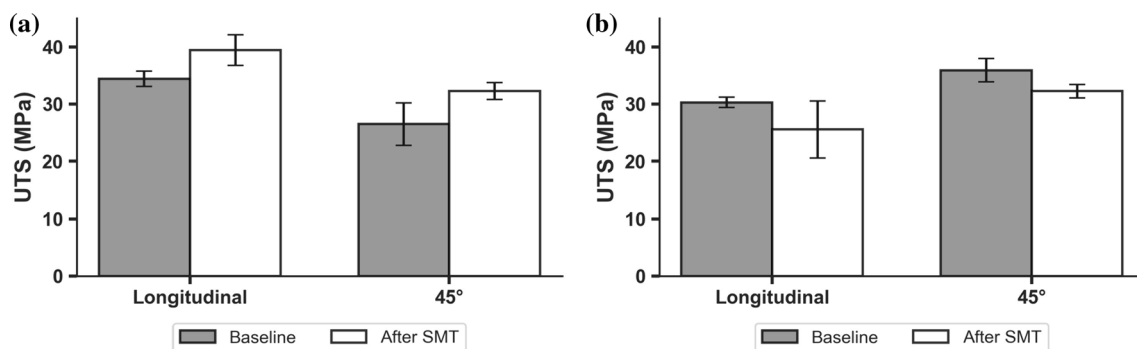 (a)
UTS (MPa)
40
30
20
10
0
Longitudinal 45°
Baseline After SMT
(b)
UTS (MPa)
40
30
20
10
0
Longitudinal 45°
Baseline After SMT